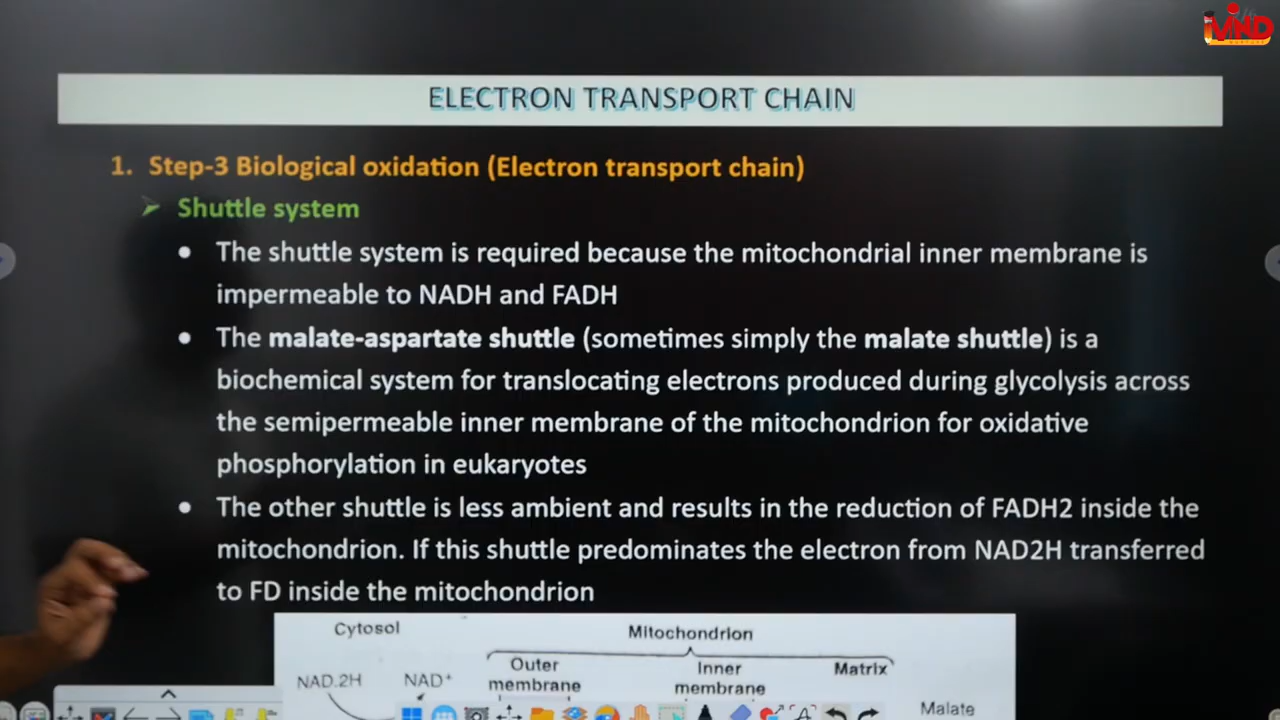 iVHD
ELECTRON TRANSPORT CHAIN
1. Step-3 Biological oxidation (Electron transport chain)
➢ Shuttle system
• The shuttle system is required because the mitochondrial inner membrane is
impermeable to NADH and FADH
• The malate-aspartate shuttle (sometimes simply the malate shuttle) is a
biochemical system for translocating electrons produced during glycolysis across
the semipermeable inner membrane of the mitochondrion for oxidative
phosphorylation in eukaryotes
• The other shuttle is less ambient and results in the reduction of FADH2 inside the
mitochondrion. If this shuttle predominates the electron from NAD2H transferred
to FD inside the mitochondrion
Cytosol
Mitochondrion
Outer
membrane
Inner
membrane
Matrix
NAD.2H
NAD⁺
Malate